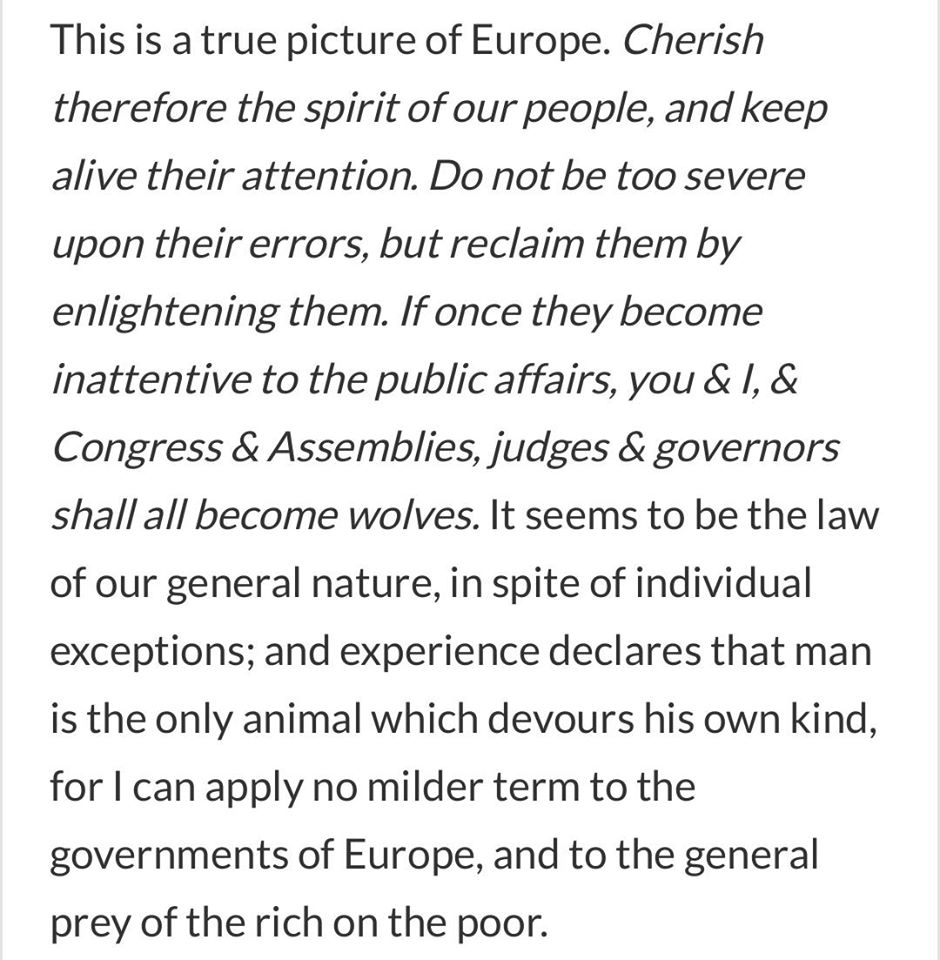 This is a true picture of Europe. Cherish
therefore the spirit of our people, and keep
alive their attention. Do not be too severe
upon their errors, but reclaim them by
enlightening them. If once they become
inattentive to the public affairs, you & I, &
Congress & Assemblies, judges & governors
shall all become wolves. It seems to be the law
of our general nature, in spite of individual
exceptions; and experience declares that man
is the only animal which devours his own kind,
for I can apply no milder term to the
governments of Europe, and to the general
prey of the rich on the poor.